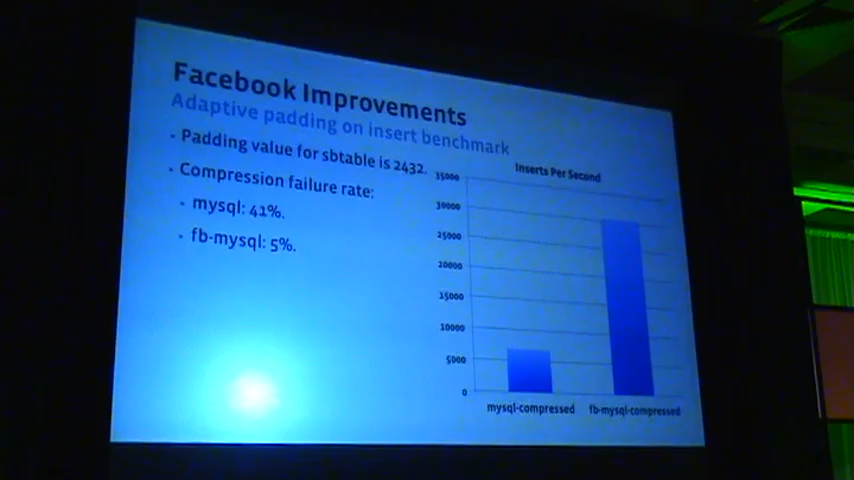 Facebook Improvements
Adaptive padding on insert benchmark
- Padding value for sbtable is 2432.
- Compression failure rate:
- mysql: 41%.
- fb-mysql: 5%.
Inserts Per Second
35000
30000
25000
20000
15000
10000
5000
0
mysql-compressed fb-mysql-compressed